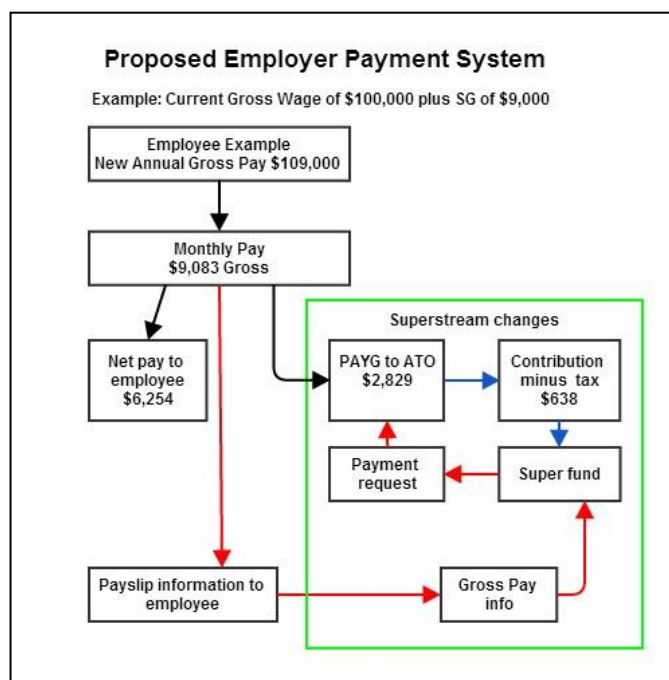 Proposed Employer Payment System
Example: Current Gross Wage of $100,000 plus SG of $9,000
Employee Example
New Annual Gross Pay $109,000
Monthly Pay
$9,083 Gross
Superstream changes
Net pay to
employee
$6,254
PAYG to ATO
$2,829
Contribution
minus tax
$638
Payment
request
Super fund
Payslip information to
employee
Gross Pay
info